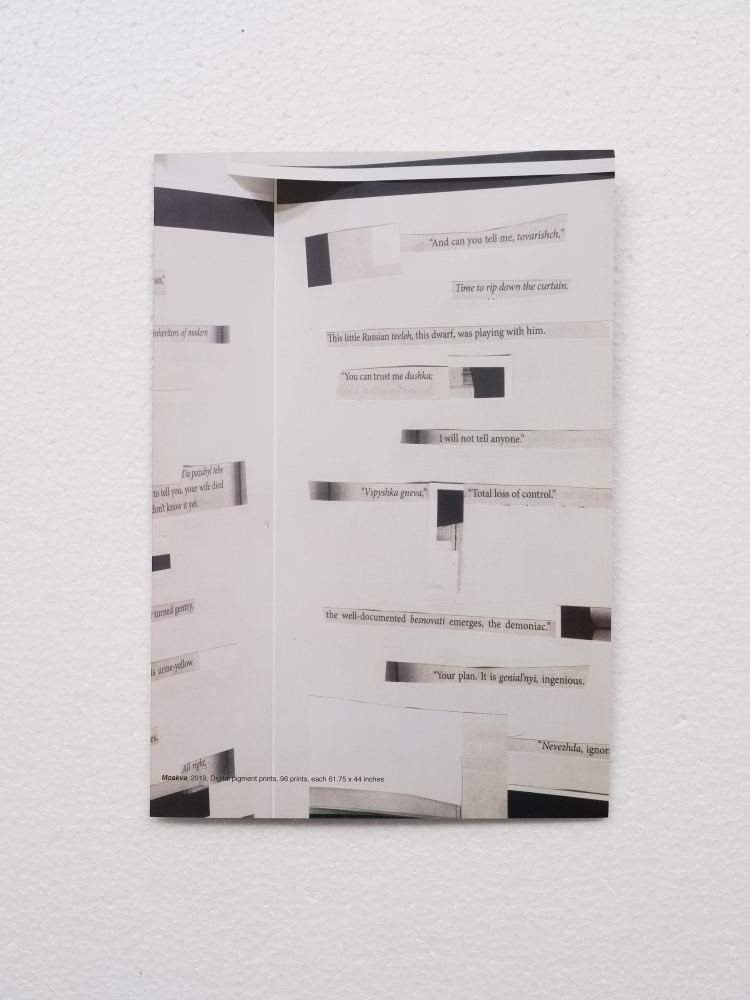 "And can you tell me, tovarishch,"
Time to rip down the curtain.
This little Russian teeleh, this dwarf, was playing with him.
"You can trust me dushka;
I will not tell anyone."
"Vspyshka gneva," "Total loss of control."
the well-documented besnovati emerges, the demoniac."
"Your plan. It is genial'nyi, ingenious.
"Nevezhda, ignor
inheritors of modern
Da pozabyl tebe
to tell you, your wife died
don't know it yet.
turned gentry,
is urine-yellow
es.
All right,
Moskva, 2019, Digital pigment prints, 96 prints, each 61.75 x 44 inches